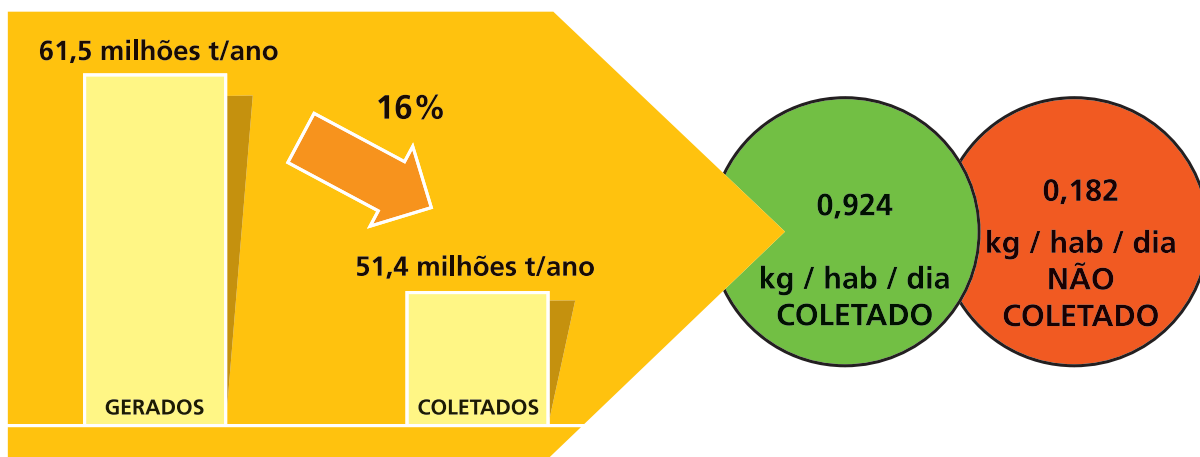 61,5 milhões t/ano
16%
51,4 milhões t/ano
GERADOS
COLETADOS
0,924
kg / hab / dia
COLETADO
0,182
kg / hab / dia
NÃO
COLETADO